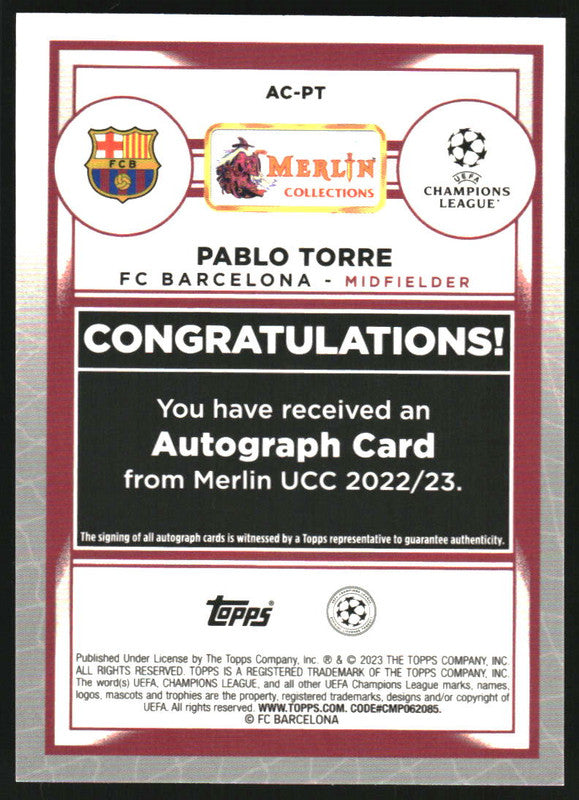 AC-PT
FCB
MERLIN
COLLECTIONS
UEFA
CHAMPIONS
LEAGUE®
PABLO TORRE
FC BARCELONA - MIDFIELDER
CONGRATULATIONS!
You have received an
Autograph Card
from Merlin UCC 2022/23.
The signing of all autograph cards is witnessed by a Topps representative to guarantee authenticity.
topps®
Published Under License by The Topps Company, Inc. ® & © 2023 THE TOPPS COMPANY, INC.
ALL RIGHTS RESERVED. TOPPS IS A REGISTERED TRADEMARK OF THE TOPPS COMPANY, INC.
The word(s) UEFA, CHAMPIONS LEAGUE, and all other UEFA Champions League marks, names,
logos, mascots and trophies are the property, registered trademarks, designs and/or copyright of
UEFA. All rights reserved. WWW.TOPPS.COM. CODE#CMP062085.
© FC BARCELONA